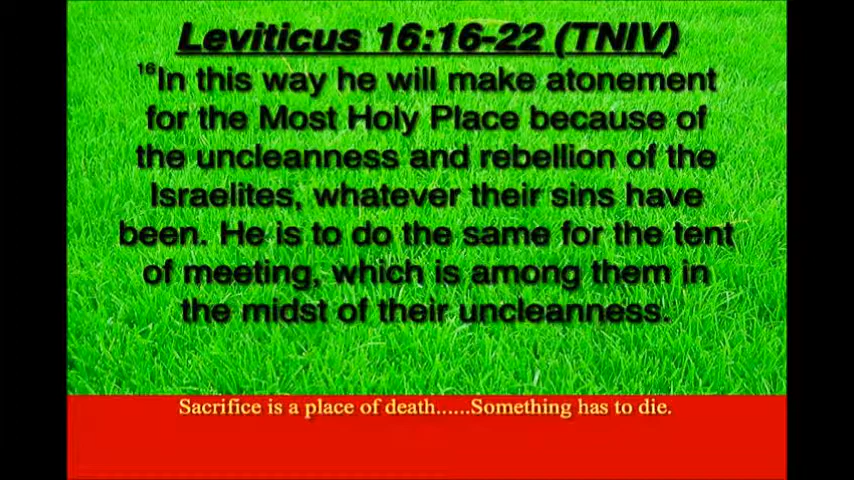 Leviticus 16:16-22 (TNIV)
16In this way he will make atonement
for the Most Holy Place because of
the uncleanness and rebellion of the
Israelites, whatever their sins have
been. He is to do the same for the tent
of meeting, which is among them in
the midst of their uncleanness.
Sacrifice is a place of death......Something has to die.